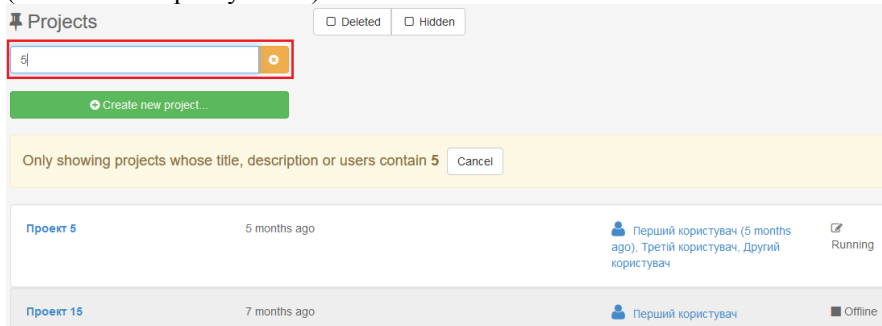 Projects
Deleted
Hidden
5
Create new project...
Only showing projects whose title, description or users contain 5
Cancel
Проект 5
5 months ago
Перший користувач (5 months
ago), Третій користувач, Другий
користувач
Running
Проект 15
7 months ago
Перший користувач
Offline